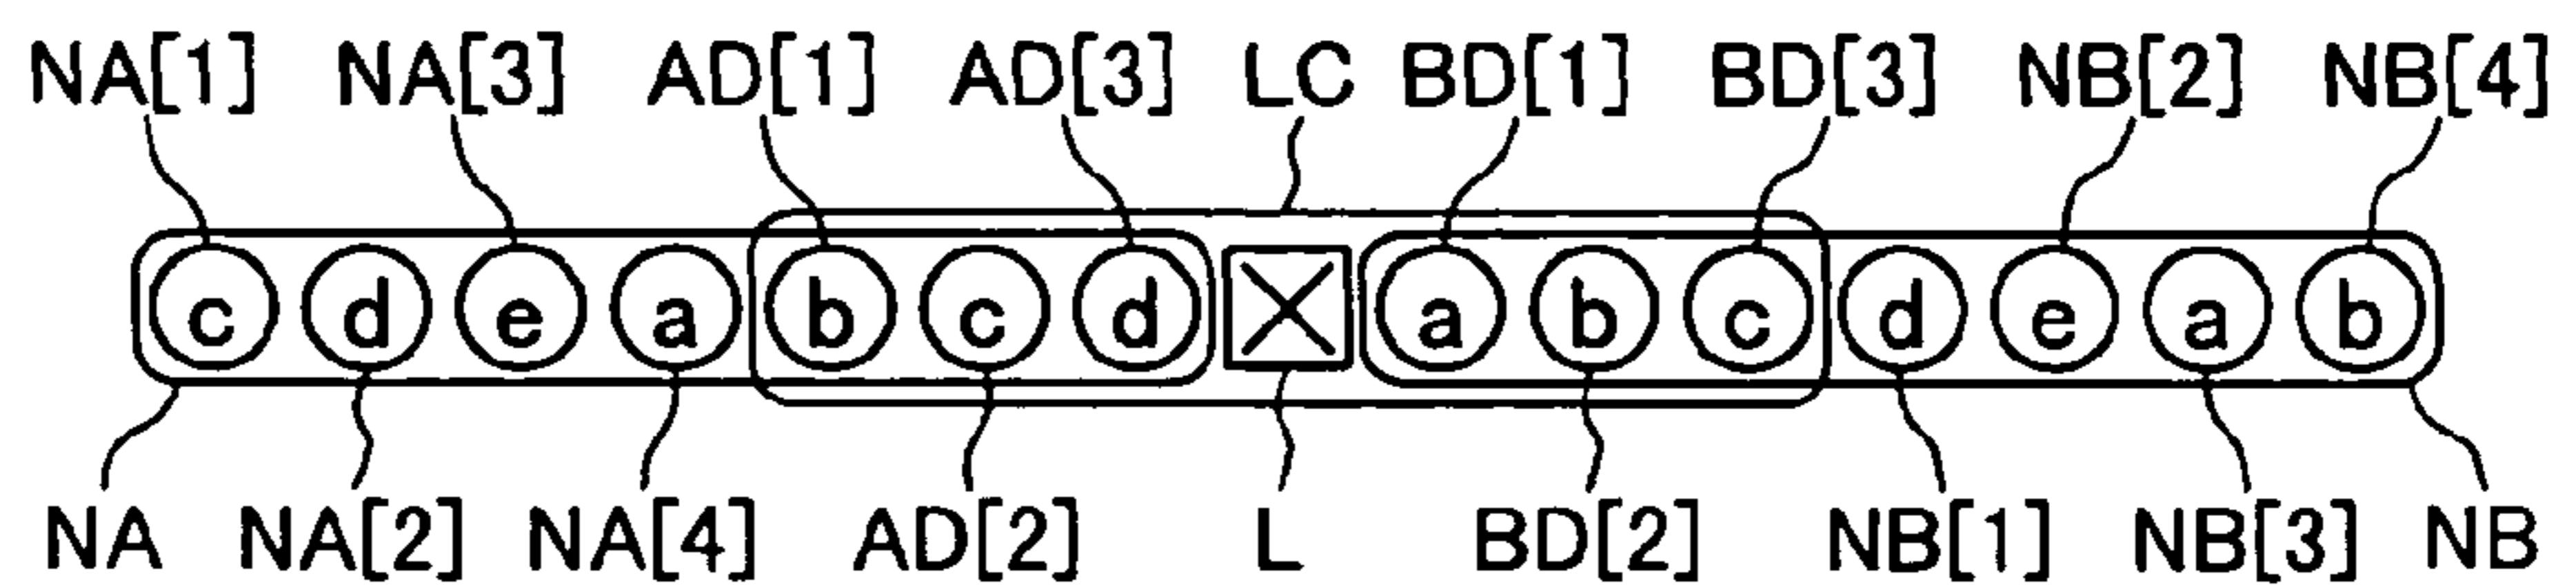 NA[1] NA[3] AD[1] AD[3] LC BD[1] BD[3] NB[2] NB[4]
c d e a b c d a b c d e a b
NA NA[2] NA[4] AD[2] L BD[2] NB[1] NB[3] NB